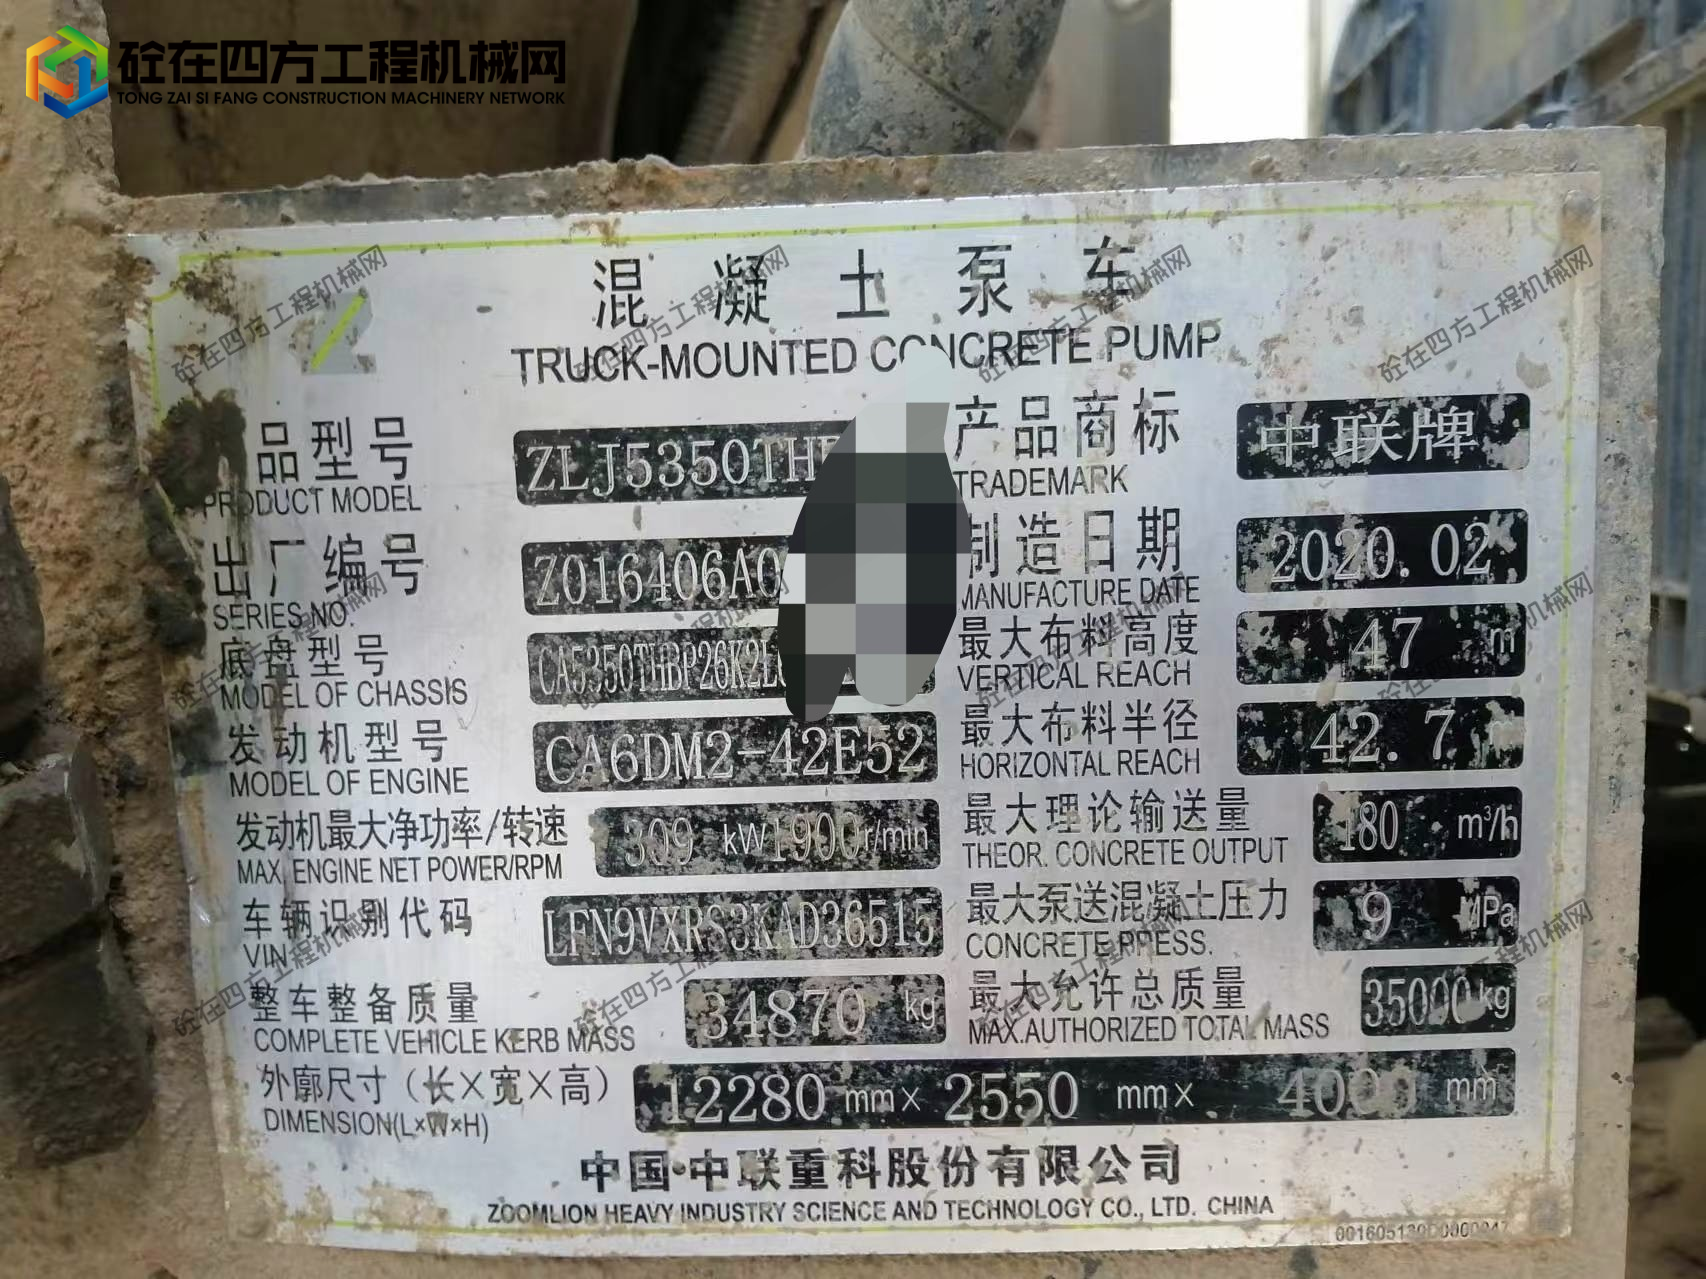 砼在四方工程机械网
TONG ZAI SI FANG CONSTRUCTION MACHINERY NETWORK
混凝土泵车
TRUCK-MOUNTED CONCRETE PUMP
品型号 ZLJ5350TH 产品商标 中联牌
PRODUCT MODEL TRADEMARK
出厂编号 Z016406A0 制造日期 2020.02
SERIES NO. MANUFACTURE DATE
底盘型号 CA5350THBP26K2L 最大布料高度 47 m
MODEL OF CHASSIS VERTICAL REACH
发动机型号 CA6DM2-42E52 最大布料半径 42.7 m
MODEL OF ENGINE HORIZONTAL REACH
发动机最大净功率/转速 309 kW1900r/min 最大理论输送量 180 m³/h
MAX. ENGINE NET POWER/RPM THEOR. CONCRETE OUTPUT
车辆识别代码 LFN9VXRS3KAD36515 最大泵送混凝土压力 9 MPa
VIN CONCRETE PRESS.
整车整备质量 34870 kg 最大允许总质量 35000kg
COMPLETE VEHICLE KERB MASS MAX.AUTHORIZED TOTAL MASS
外廓尺寸（长×宽×高） 12280 mm× 2550 mm× 4000 mm
DIMENSION(L×W×H)
中国·中联重科股份有限公司
ZOOMLION HEAVY INDUSTRY SCIENCE AND TECHNOLOGY CO., LTD. CHINA